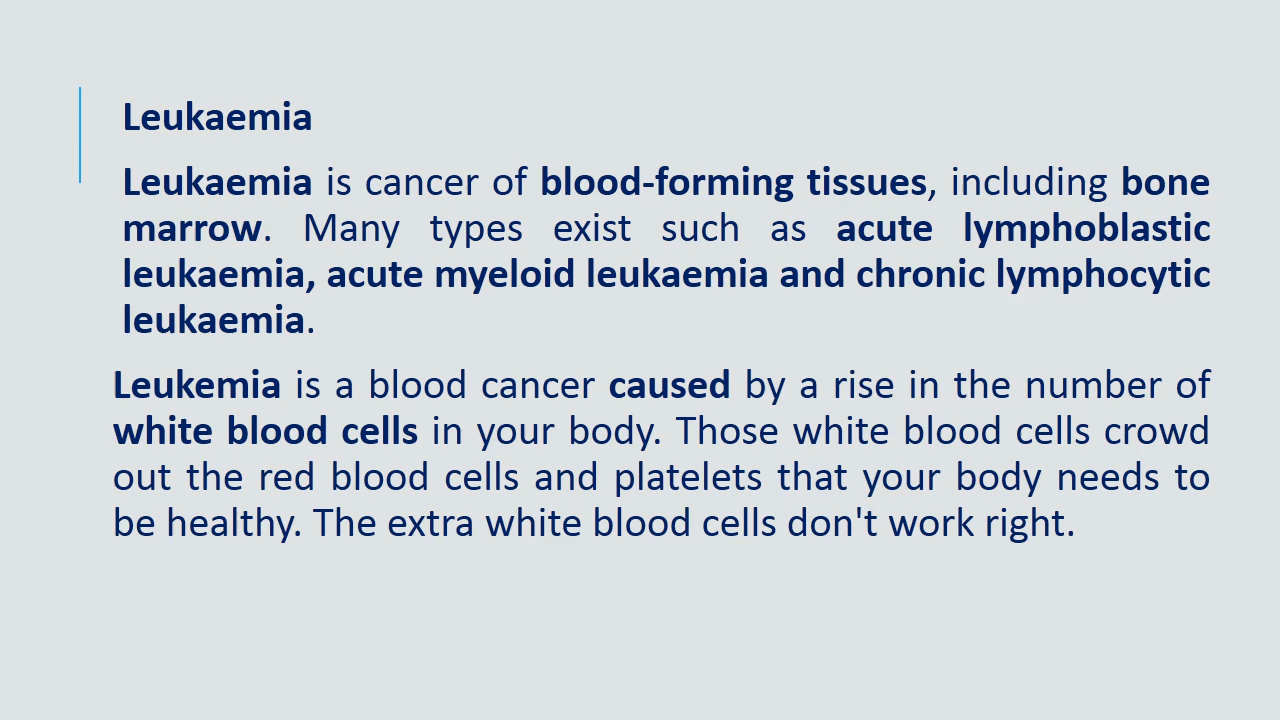 Leukaemia
Leukaemia is cancer of blood-forming tissues, including bone
marrow. Many types exist such as acute lymphoblastic
leukaemia, acute myeloid leukaemia and chronic lymphocytic
leukaemia.
Leukemia is a blood cancer caused by a rise in the number of
white blood cells in your body. Those white blood cells crowd
out the red blood cells and platelets that your body needs to
be healthy. The extra white blood cells don't work right.